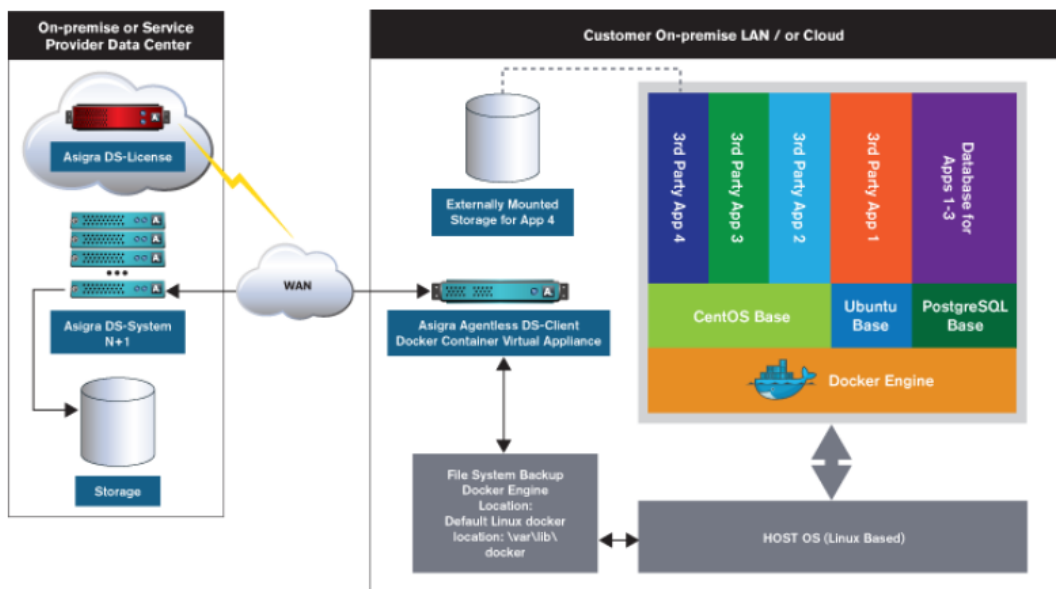 On-premise or Service
Provider Data Center
Asigra DS-License
Asigra DS-System
N+1
Storage
WAN
Customer On-premise LAN / or Cloud
Externally Mounted
Storage for App 4
Asigra Agentless DS-Client
Docker Container Virtual Appliance
File System Backup
Docker Engine
Location:
Default Linux docker
location: \var\lib\
docker
3rd Party App 4
3rd Party App 3
3rd Party App 2
3rd Party App 1
Database for
Apps 1-3
CentOS Base
Ubuntu
Base
PostgreSQL
Base
Docker Engine
HOST OS (Linux Based)